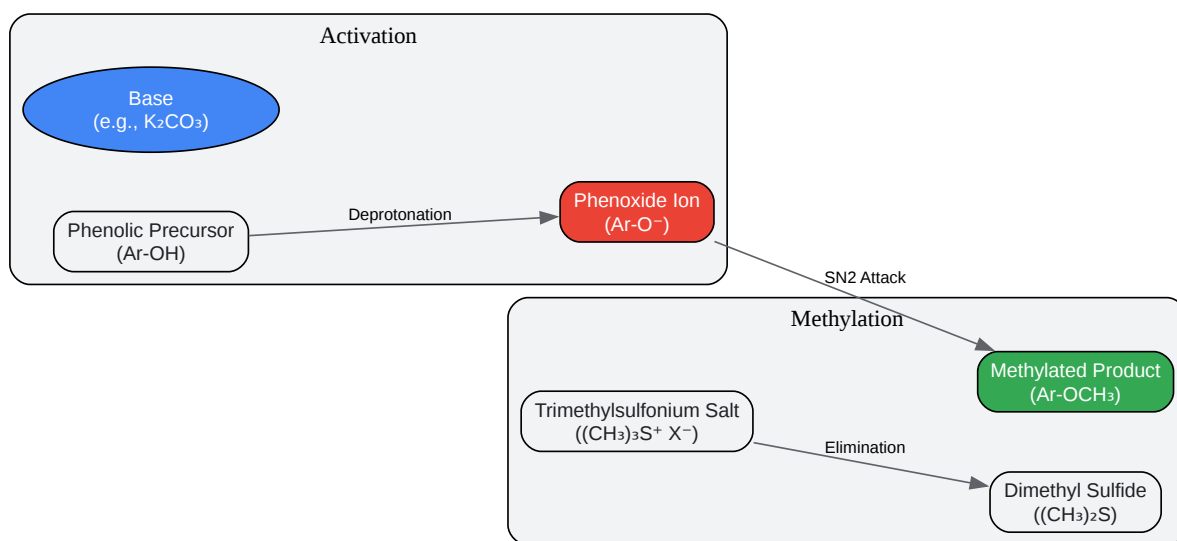 Activation
Base
(e.g., K₂CO₃)
Phenolic Precursor
(Ar-OH)
Deprotonation
Phenoxide Ion
(Ar-O⁻)
SN2 Attack
Methylation
Methylated Product
(Ar-OCH₃)
Trimethylsulfonium Salt
((CH₃)₃S⁺ X⁻)
Elimination
Dimethyl Sulfide
((CH₃)₂S)